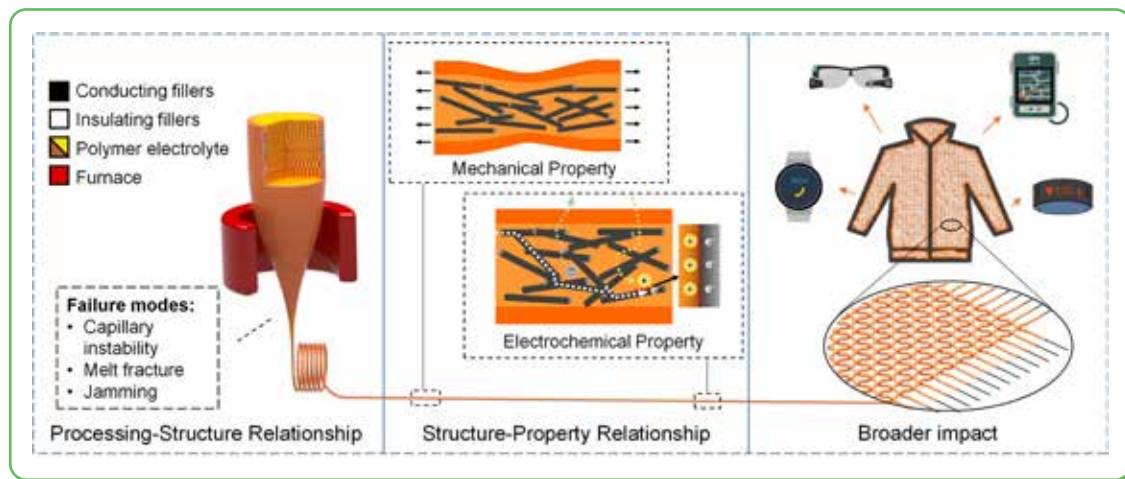 Conducting fillers
Insulating fillers
Polymer electrolyte
Furnace
Failure modes:
• Capillary
instability
• Melt fracture
• Jamming
Processing-Structure Relationship
Mechanical Property
Electrochemical Property
Structure-Property Relationship
Broader impact